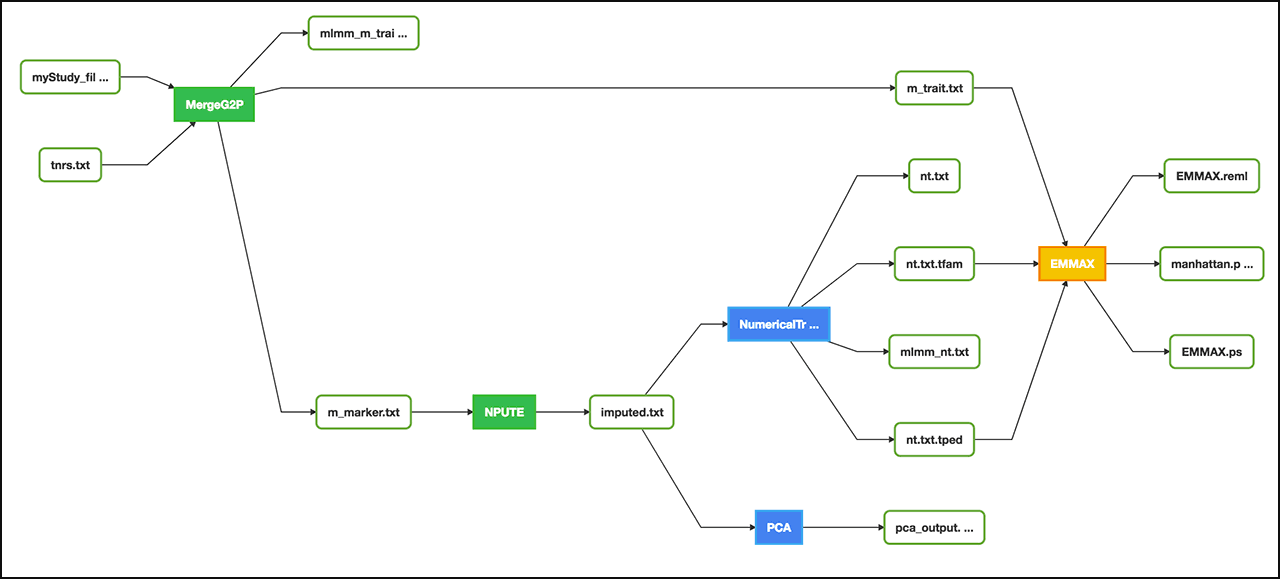 mlmm_m_trai ...
myStudy_fil ...
MergeG2P
m_trait.txt
tnrs.txt
nt.txt
EMMAX.reml
nt.txt.tfam
EMMAX
manhattan.p ...
NumericalTr ...
mlmm_nt.txt
EMMAX.ps
m_marker.txt
NPUTE
imputed.txt
nt.txt.tped
PCA
pca_output. ...